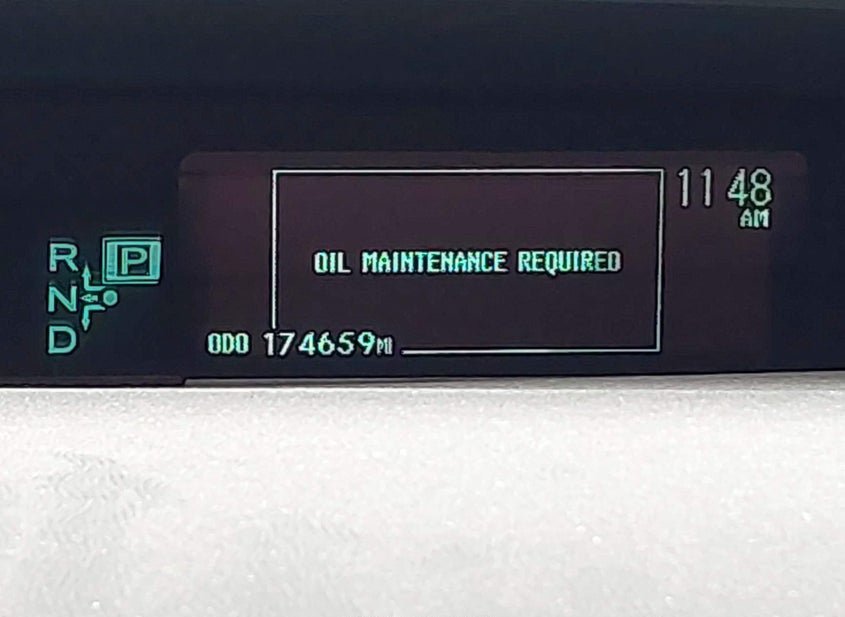 11 48
AM
R P
N
D
OIL MAINTENANCE REQUIRED
ODO 174659MI